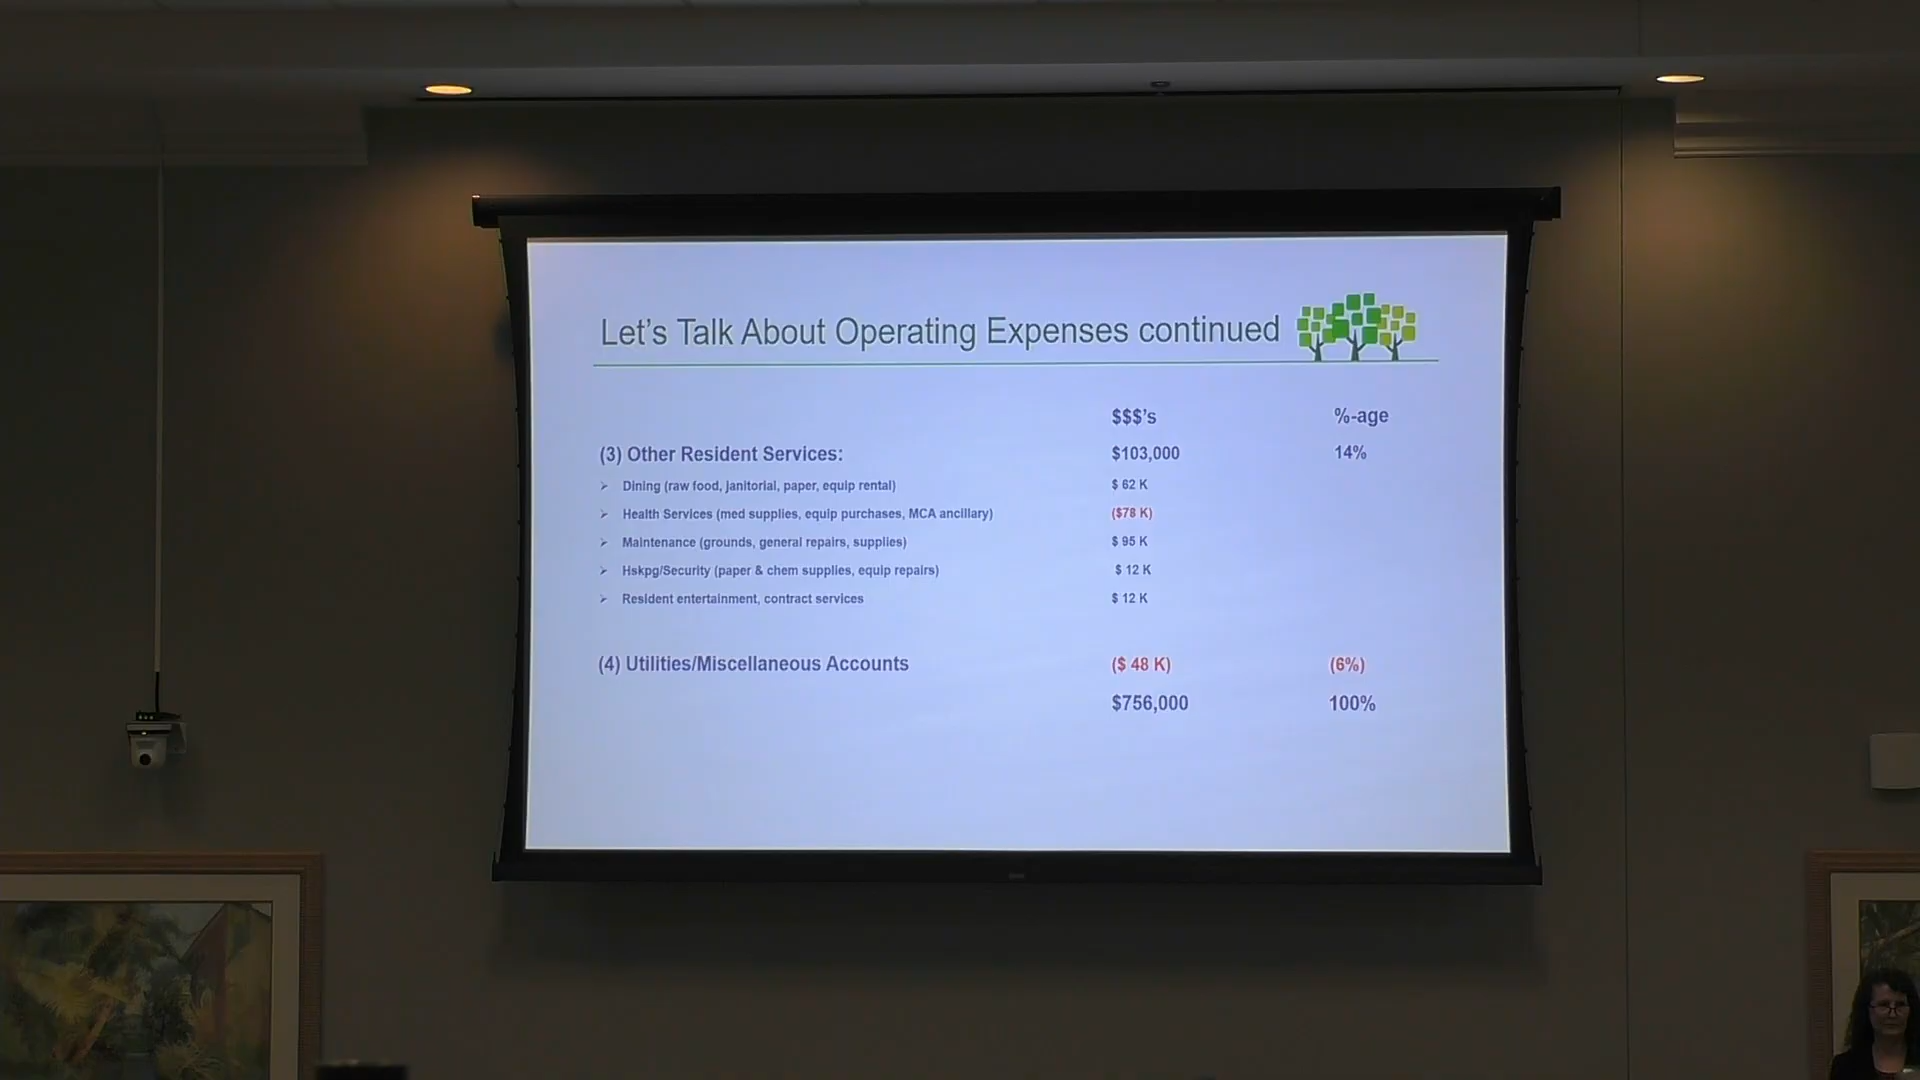 Let's Talk About Operating Expenses continued
$$$'s %-age
(3) Other Resident Services: $103,000 14%
➢ Dining (raw food, janitorial, paper, equip rental) $ 62 K
➢ Health Services (med supplies, equip purchases, MCA ancillary) ($78 K)
➢ Maintenance (grounds, general repairs, supplies) $ 95 K
➢ Hskpg/Security (paper & chem supplies, equip repairs) $ 12 K
➢ Resident entertainment, contract services $ 12 K
(4) Utilities/Miscellaneous Accounts ($ 48 K) (6%)
$756,000 100%